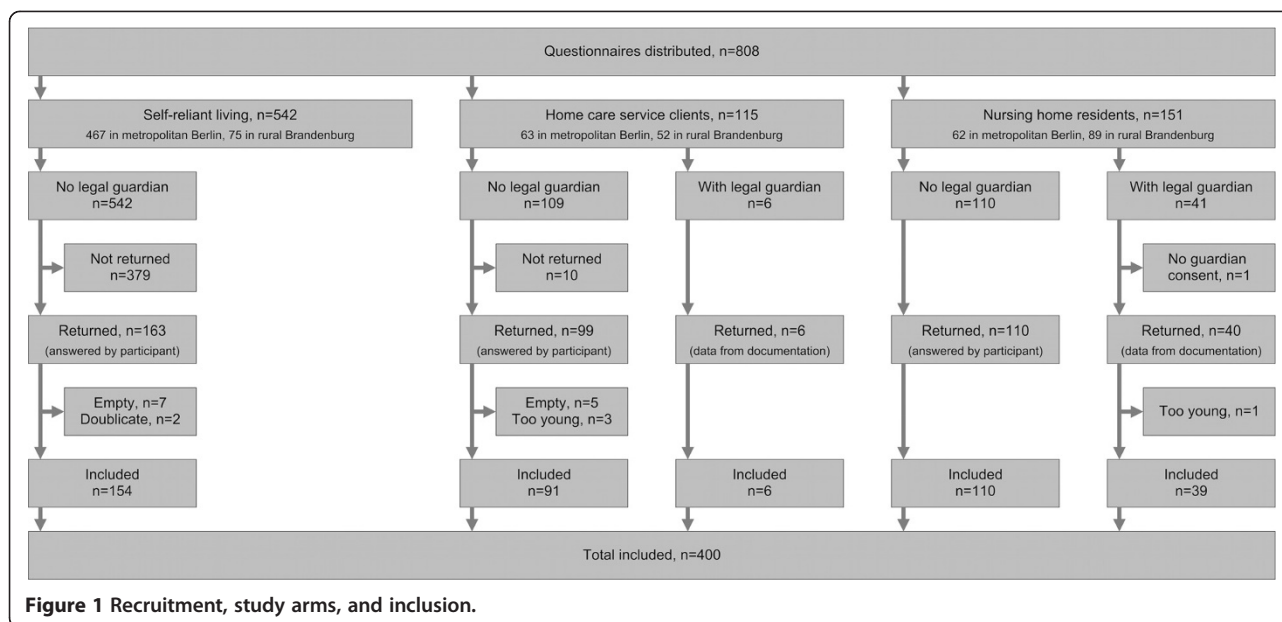 Questionnaires distributed, n=808
Self-reliant living, n=542
467 in metropolitan Berlin, 75 in rural Brandenburg
Home care service clients, n=115
63 in metropolitan Berlin, 52 in rural Brandenburg
Nursing home residents, n=151
62 in metropolitan Berlin, 89 in rural Brandenburg
No legal guardian
n=542
No legal guardian
n=109
With legal guardian
n=6
No legal guardian
n=110
With legal guardian
n=41
Not returned
n=379
Not returned
n=10
No guardian
consent, n=1
Returned, n=163
(answered by participant)
Returned, n=99
(answered by participant)
Returned, n=6
(data from documentation)
Returned, n=110
(answered by participant)
Returned, n=40
(data from documentation)
Empty, n=7
Doublicate, n=2
Empty, n=5
Too young, n=3
Too young, n=1
Included
n=154
Included
n=91
Included
n=6
Included
n=110
Included
n=39
Total included, n=400
Figure 1 Recruitment, study arms, and inclusion.